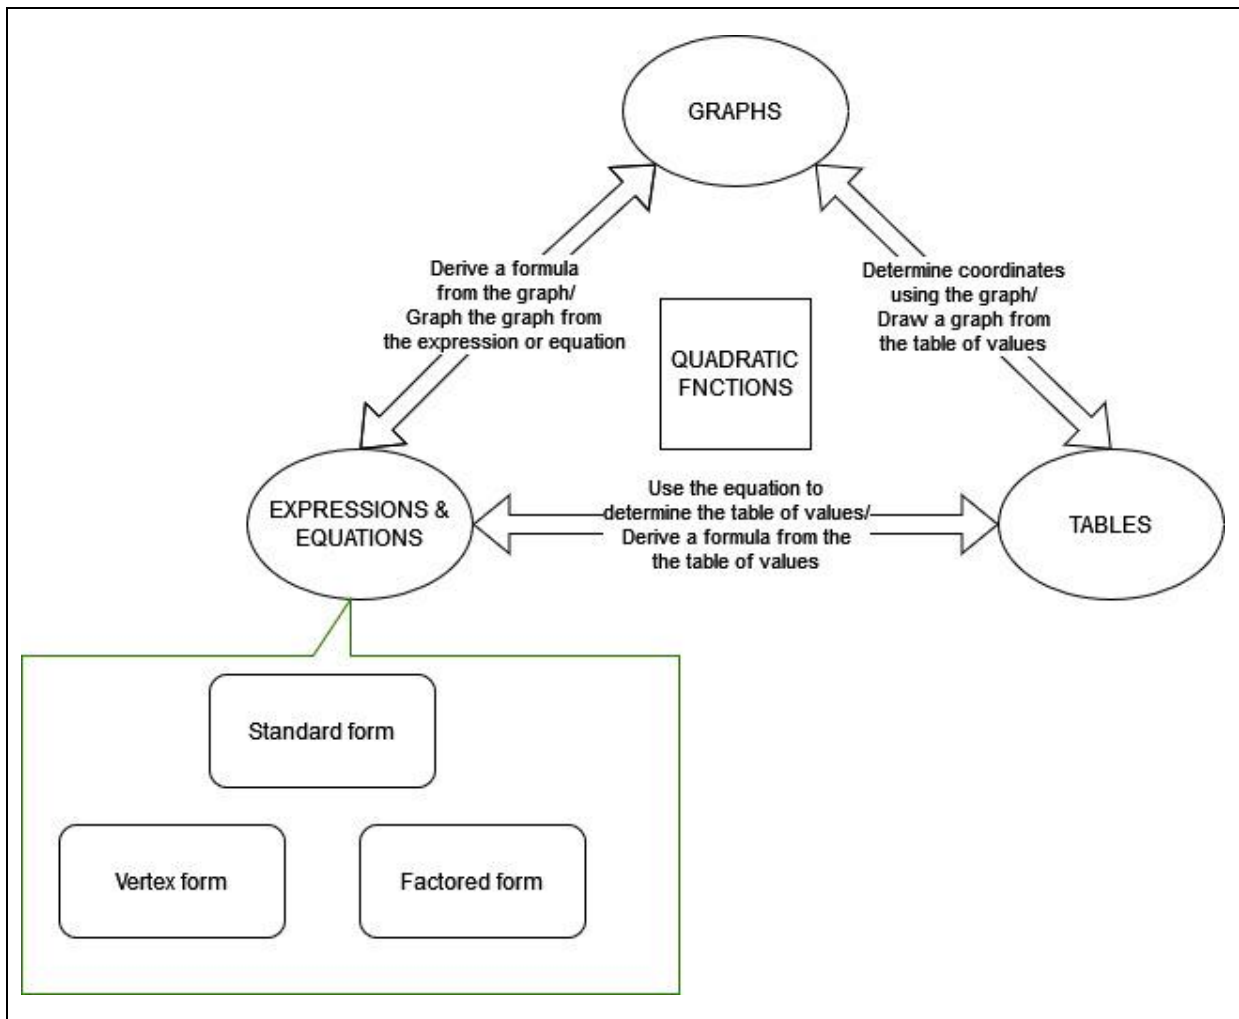 GRAPHS
Derive a formula
from the graph/
Graph the graph from
the expression or equation
Determine coordinates
using the graph/
Draw a graph from
the table of values
QUADRATIC
FNCTIONS
EXPRESSIONS &
EQUATIONS
Use the equation to
determine the table of values/
Derive a formula from the
the table of values
TABLES
Standard form
Vertex form
Factored form